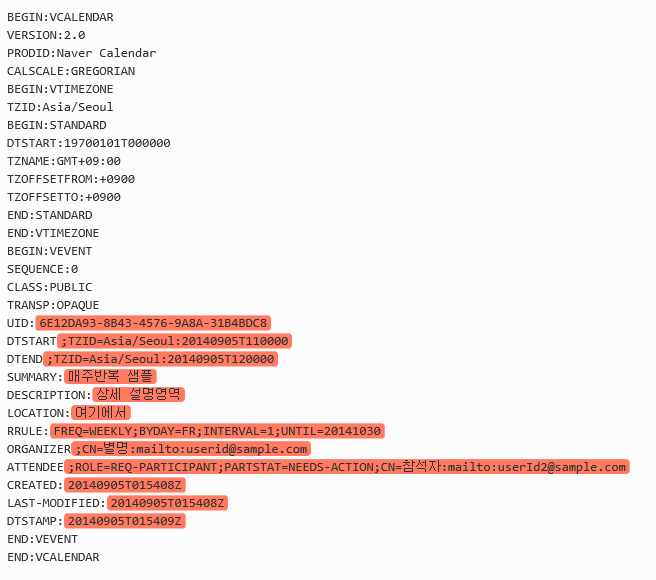 BEGIN:VCALENDAR
VERSION:2.0
PRODID:Naver Calendar
CALSCALE:GREGORIAN
BEGIN:VTIMEZONE
TZID:Asia/Seoul
BEGIN:STANDARD
DTSTART:19700101T000000
TZNAME:GMT+09:00
TZOFFSETFROM:+0900
TZOFFSETTO:+0900
END:STANDARD
END:VTIMEZONE
BEGIN:VEVENT
SEQUENCE:0
CLASS:PUBLIC
TRANSP:OPAQUE
UID:6E12DA93-8B43-4576-9A8A-31B4BDC8
DTSTART;TZID=Asia/Seoul:20140905T110000
DTEND;TZID=Asia/Seoul:20140905T120000
SUMMARY:매주반복 샘플
DESCRIPTION:상세 설명영역
LOCATION:여기에서
RRULE:FREQ=WEEKLY;BYDAY=FR;INTERVAL=1;UNTIL=20141030
ORGANIZER;CN=별명:mailto:userid@sample.com
ATTENDEE;ROLE=REQ-PARTICIPANT;PARTSTAT=NEEDS-ACTION;CN=참석자:mailto:userId2@sample.com
CREATED:20140905T015408Z
LAST-MODIFIED:20140905T015408Z
DTSTAMP:20140905T015409Z
END:VEVENT
END:VCALENDAR